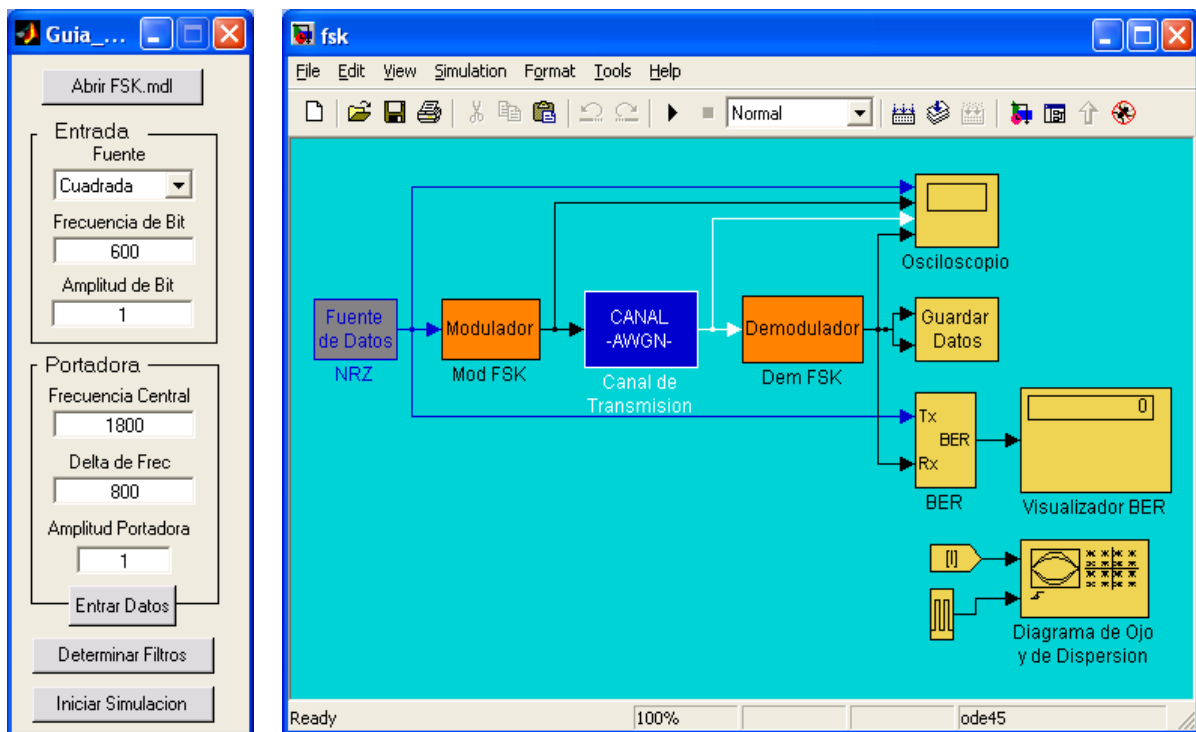 Guia_...
Abrir FSK.mdl
Entrada
Fuente
Cuadrada
Frecuencia de Bit
600
Amplitud de Bit
1
Portadora
Frecuencia Central
1800
Delta de Frec
800
Amplitud Portadora
1
Entrar Datos
Determinar Filtros
Iniciar Simulacion
fsk
File Edit View Simulation Format Tools Help
Normal
Osciloscopio
Fuente
de Datos
NRZ
Modulador
Mod FSK
CANAL
-AWGN-
Canal de
Transmision
Demodulador
Dem FSK
Guardar
Datos
Tx
BER
Rx
BER
0
Visualizador BER
[I]
Diagrama de Ojo
y de Dispersion
Ready 100% ode45